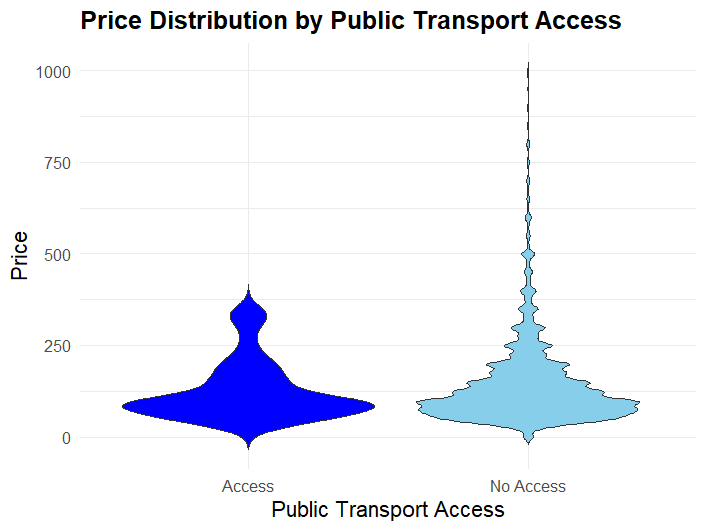 Price Distribution by Public Transport Access
Price
1000
750
500
250
0
Access
No Access
Public Transport Access